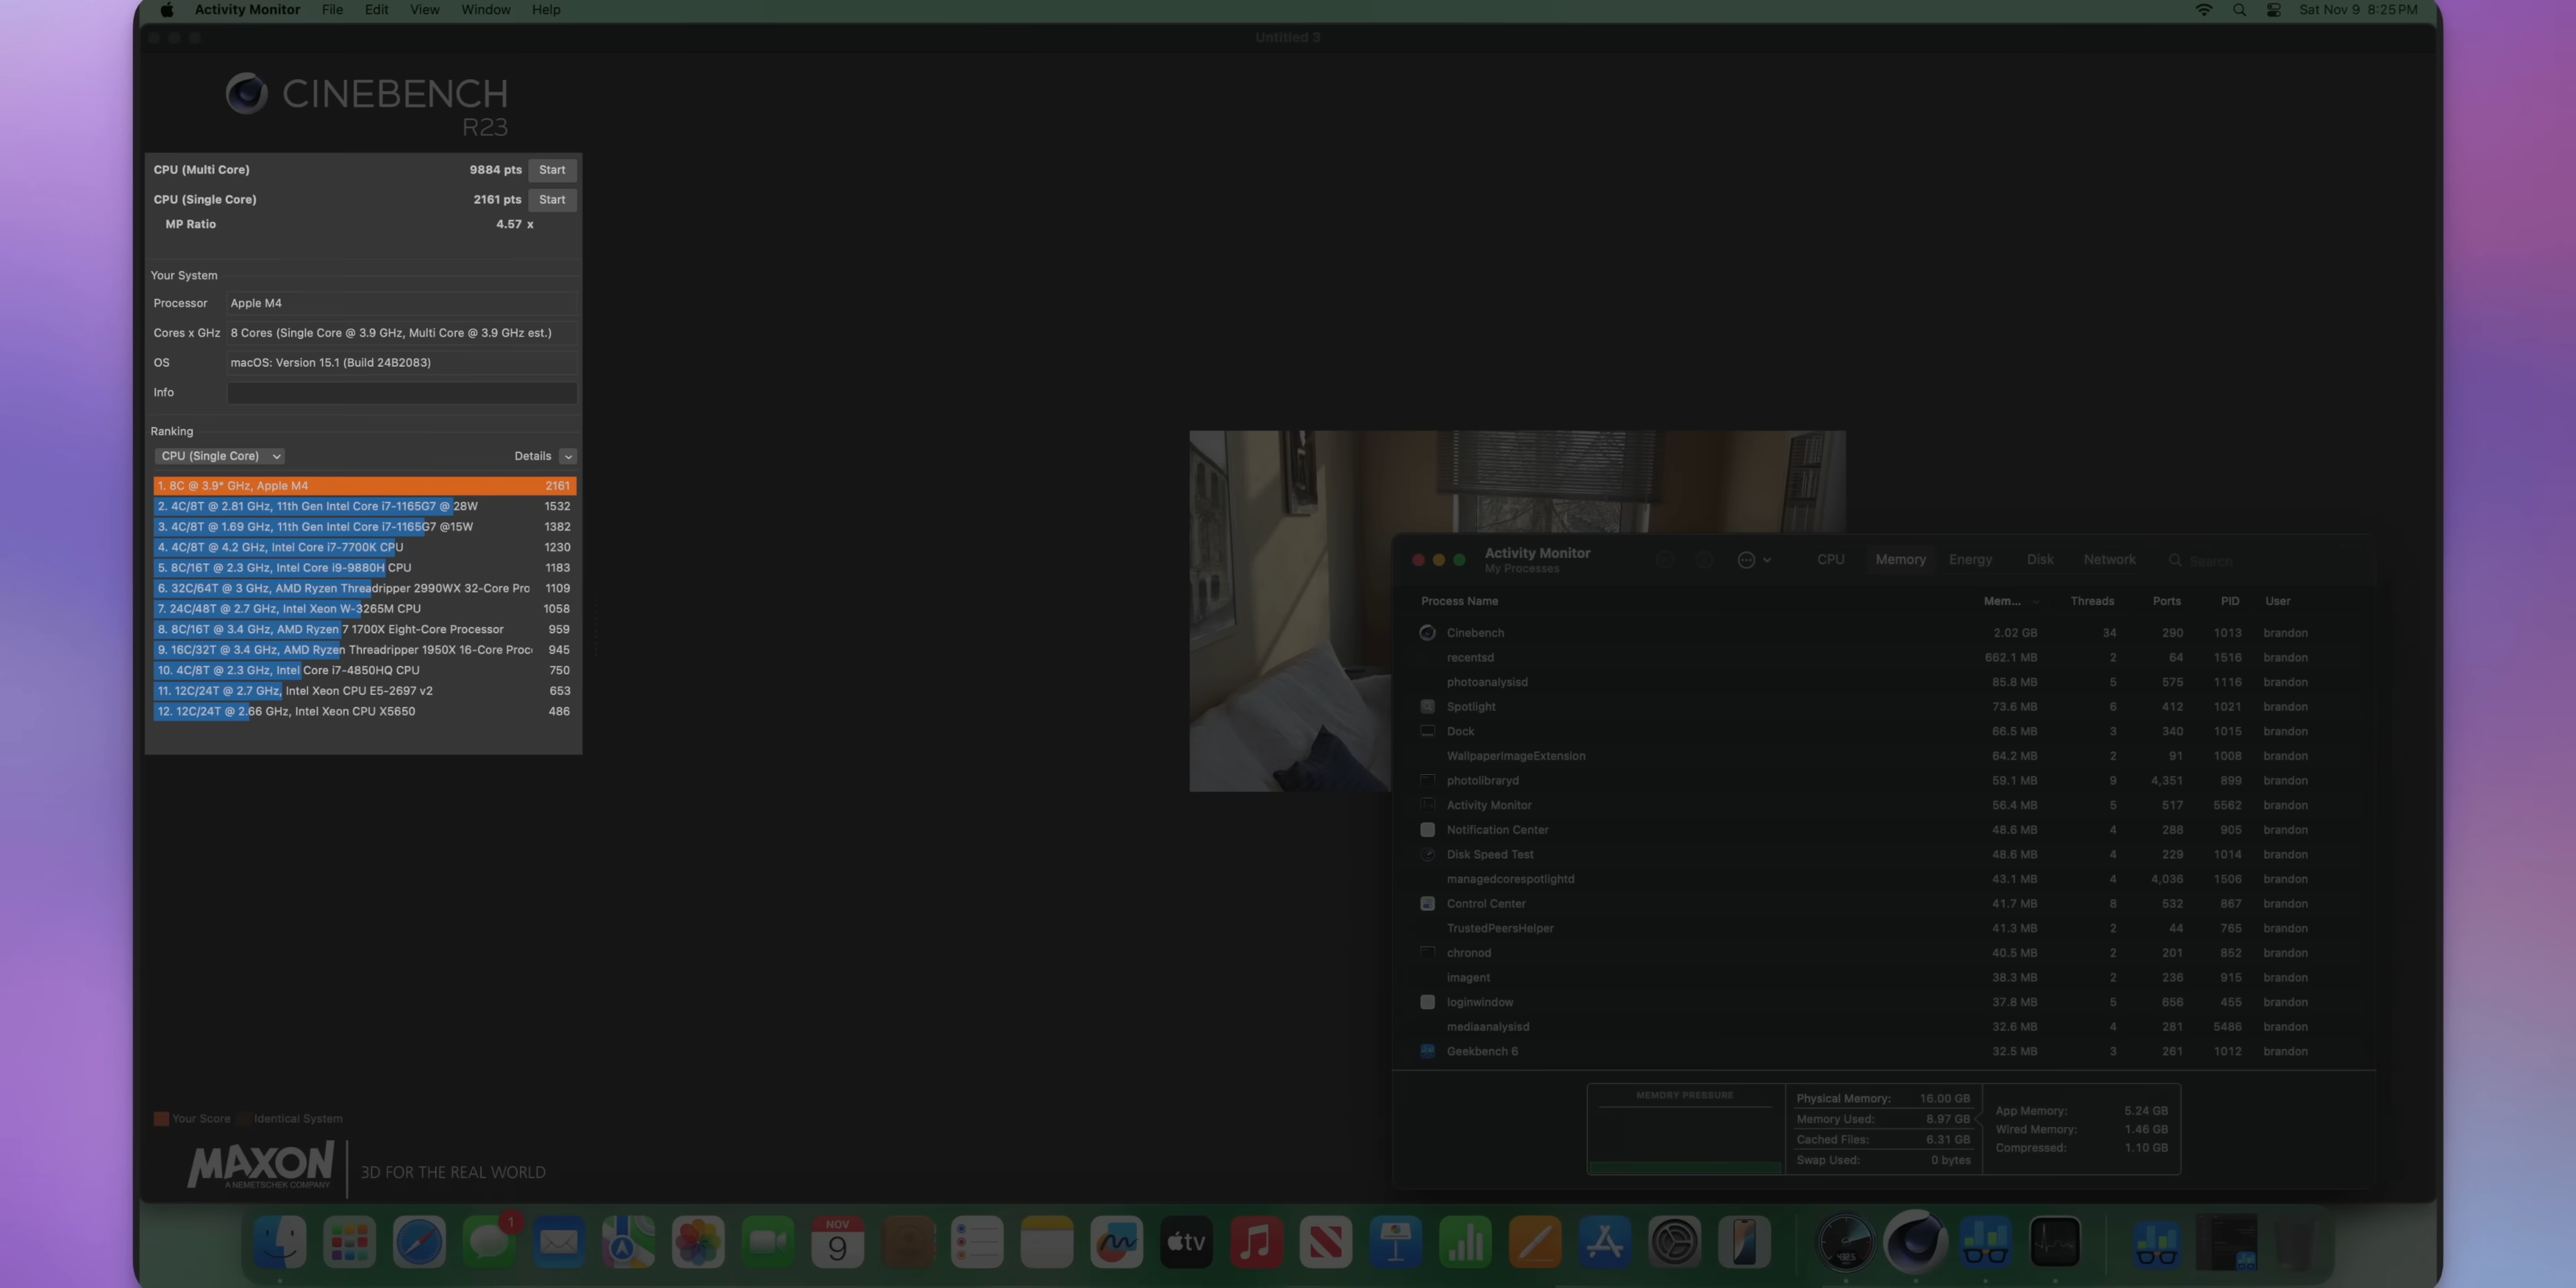 Activity Monitor File Edit View Window Help Sat Nov 9 8:25 PM
Untitled 3
CINEBENCH
R23
CPU (Multi Core) 9884 pts Start
CPU (Single Core) 2161 pts Start
MP Ratio 4.57 x
Your System
Processor Apple M4
Cores x GHz 8 Cores (Single Core @ 3.9 GHz, Multi Core @ 3.9 GHz est.)
OS macOS: Version 15.1 (Build 24B2083)
Info
Ranking
CPU (Single Core) Details
1. 8C @ 3.9* GHz, Apple M4 2161
2. 4C/8T @ 2.81 GHz, 11th Gen Intel Core i7-1165G7 @ 28W 1532
3. 4C/8T @ 1.69 GHz, 11th Gen Intel Core i7-1165G7 @15W 1382
4. 4C/8T @ 4.2 GHz, Intel Core i7-7700K CPU 1230
5. 8C/16T @ 2.3 GHz, Intel Core i9-9880H CPU 1183
6. 32C/64T @ 3 GHz, AMD Ryzen Threadripper 2990WX 32-Core Pro 1109
7. 24C/48T @ 2.7 GHz, Intel Xeon W-3265M CPU 1058
8. 8C/16T @ 3.4 GHz, AMD Ryzen 7 1700X Eight-Core Processor 959
9. 16C/32T @ 3.4 GHz, AMD Ryzen Threadripper 1950X 16-Core Proc 945
10. 4C/8T @ 2.3 GHz, Intel Core i7-4850HQ CPU 750
11. 12C/24T @ 2.7 GHz, Intel Xeon CPU E5-2697 v2 653
12. 12C/24T @ 2.66 GHz, Intel Xeon CPU X5650 486
Your Score Identical System
MAXON
A NEMETSCHEK COMPANY
3D FOR THE REAL WORLD
Activity Monitor
My Processes
CPU Memory Energy Disk Network Search
Process Name Mem... Threads Ports PID User
Cinebench 2.02 GB 34 290 1013 brandon
recentsd 662.1 MB 2 64 1516 brandon
photoanalysisd 85.8 MB 5 575 1116 brandon
Spotlight 73.6 MB 6 412 1021 brandon
Dock 66.5 MB 3 340 1015 brandon
WallpaperImageExtension 64.2 MB 2 91 1008 brandon
photolibraryd 59.1 MB 9 4,351 899 brandon
Activity Monitor 56.4 MB 5 517 5562 brandon
Notification Center 48.6 MB 4 288 905 brandon
Disk Speed Test 48.6 MB 4 229 1014 brandon
managedcorespotlightd 43.1 MB 4 4,036 1506 brandon
Control Center 41.7 MB 8 532 867 brandon
TrustedPeersHelper 41.3 MB 2 44 765 brandon
chronod 40.5 MB 2 201 852 brandon
imagent 38.3 MB 2 236 915 brandon
loginwindow 37.8 MB 5 656 455 brandon
mediaanalysisd 32.6 MB 4 281 5486 brandon
Geekbench 6 32.5 MB 3 261 1012 brandon
MEMORY PRESSURE
Physical Memory: 16.00 GB
Memory Used: 8.97 GB
Cached Files: 6.31 GB
Swap Used: 0 bytes
App Memory: 5.24 GB
Wired Memory: 1.46 GB
Compressed: 1.10 GB
1
NOV
9
tv